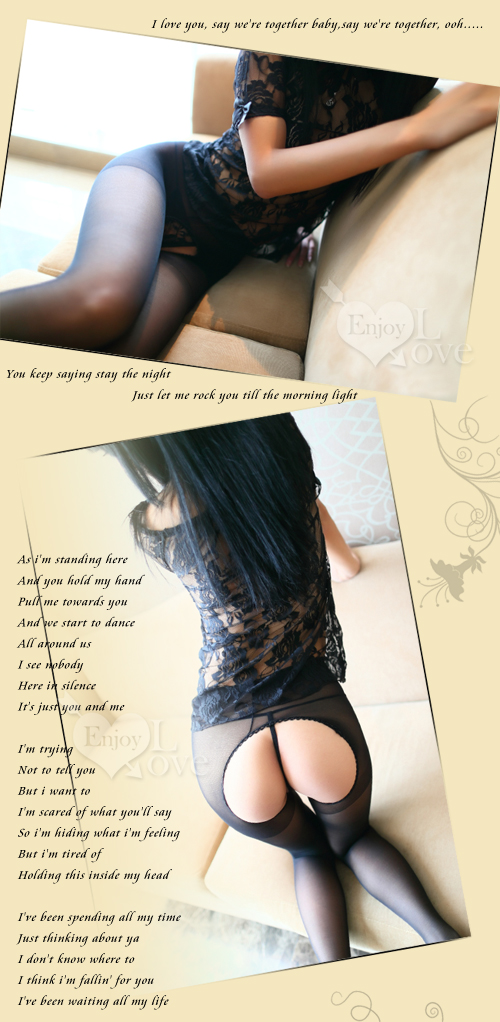 I love you, say we're together baby,say we're together, ooh.....
Enjoy Love
You keep saying stay the night
Just let me rock you till the morning light
As i'm standing here
And you hold my hand
Pull me towards you
And we start to dance
All around us
I see nobody
Here in silence
It's just you and me
Enjoy Love
I'm trying
Not to tell you
But i want to
I'm scared of what you'll say
So i'm hiding what i'm feeling
But i'm tired of
Holding this inside my head
I've been spending all my time
Just thinking about ya
I don't know where to
I think i'm fallin' for you
I've been waiting all my life